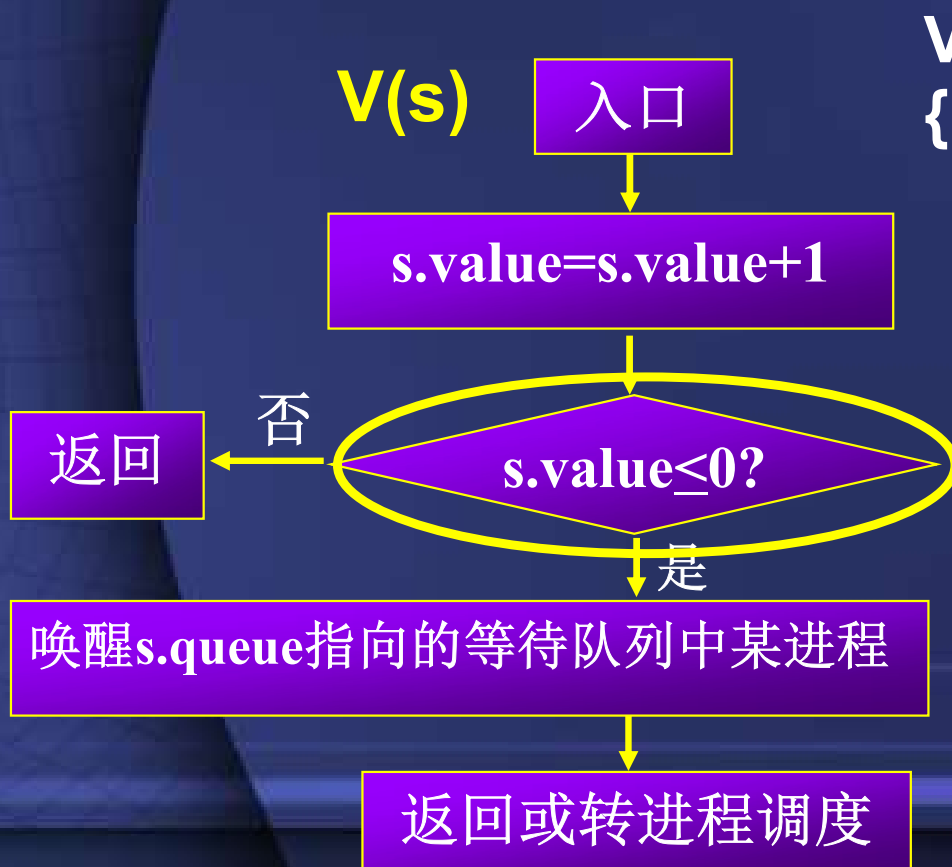 V(s)
入口
V
{
s.value=s.value+1
否
返回
s.value≤0?
是
唤醒s.queue指向的等待队列中某进程
返回或转进程调度